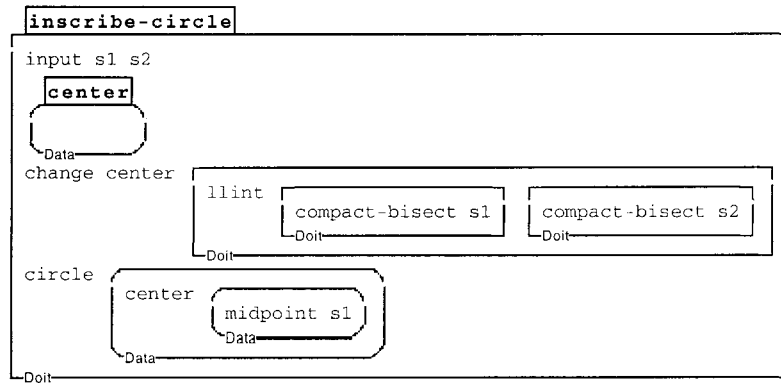 inscribe-circle
input s1 s2
center
Data
change center
llint compact-bisect s1 compact-bisect s2
Doit Doit
Doit
circle
center
midpoint s1
Data
Data
Doit